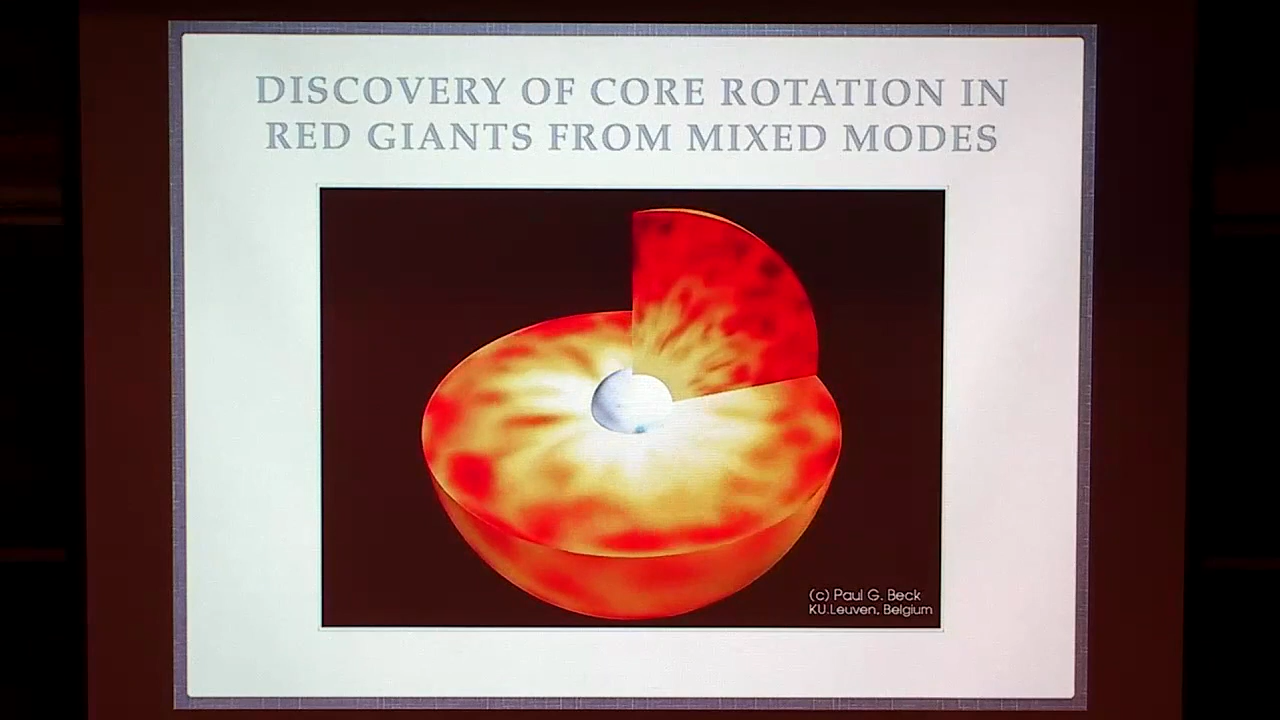 DISCOVERY OF CORE ROTATION IN
RED GIANTS FROM MIXED MODES
(c) Paul G. Beck
KU.Leuven, Belgium